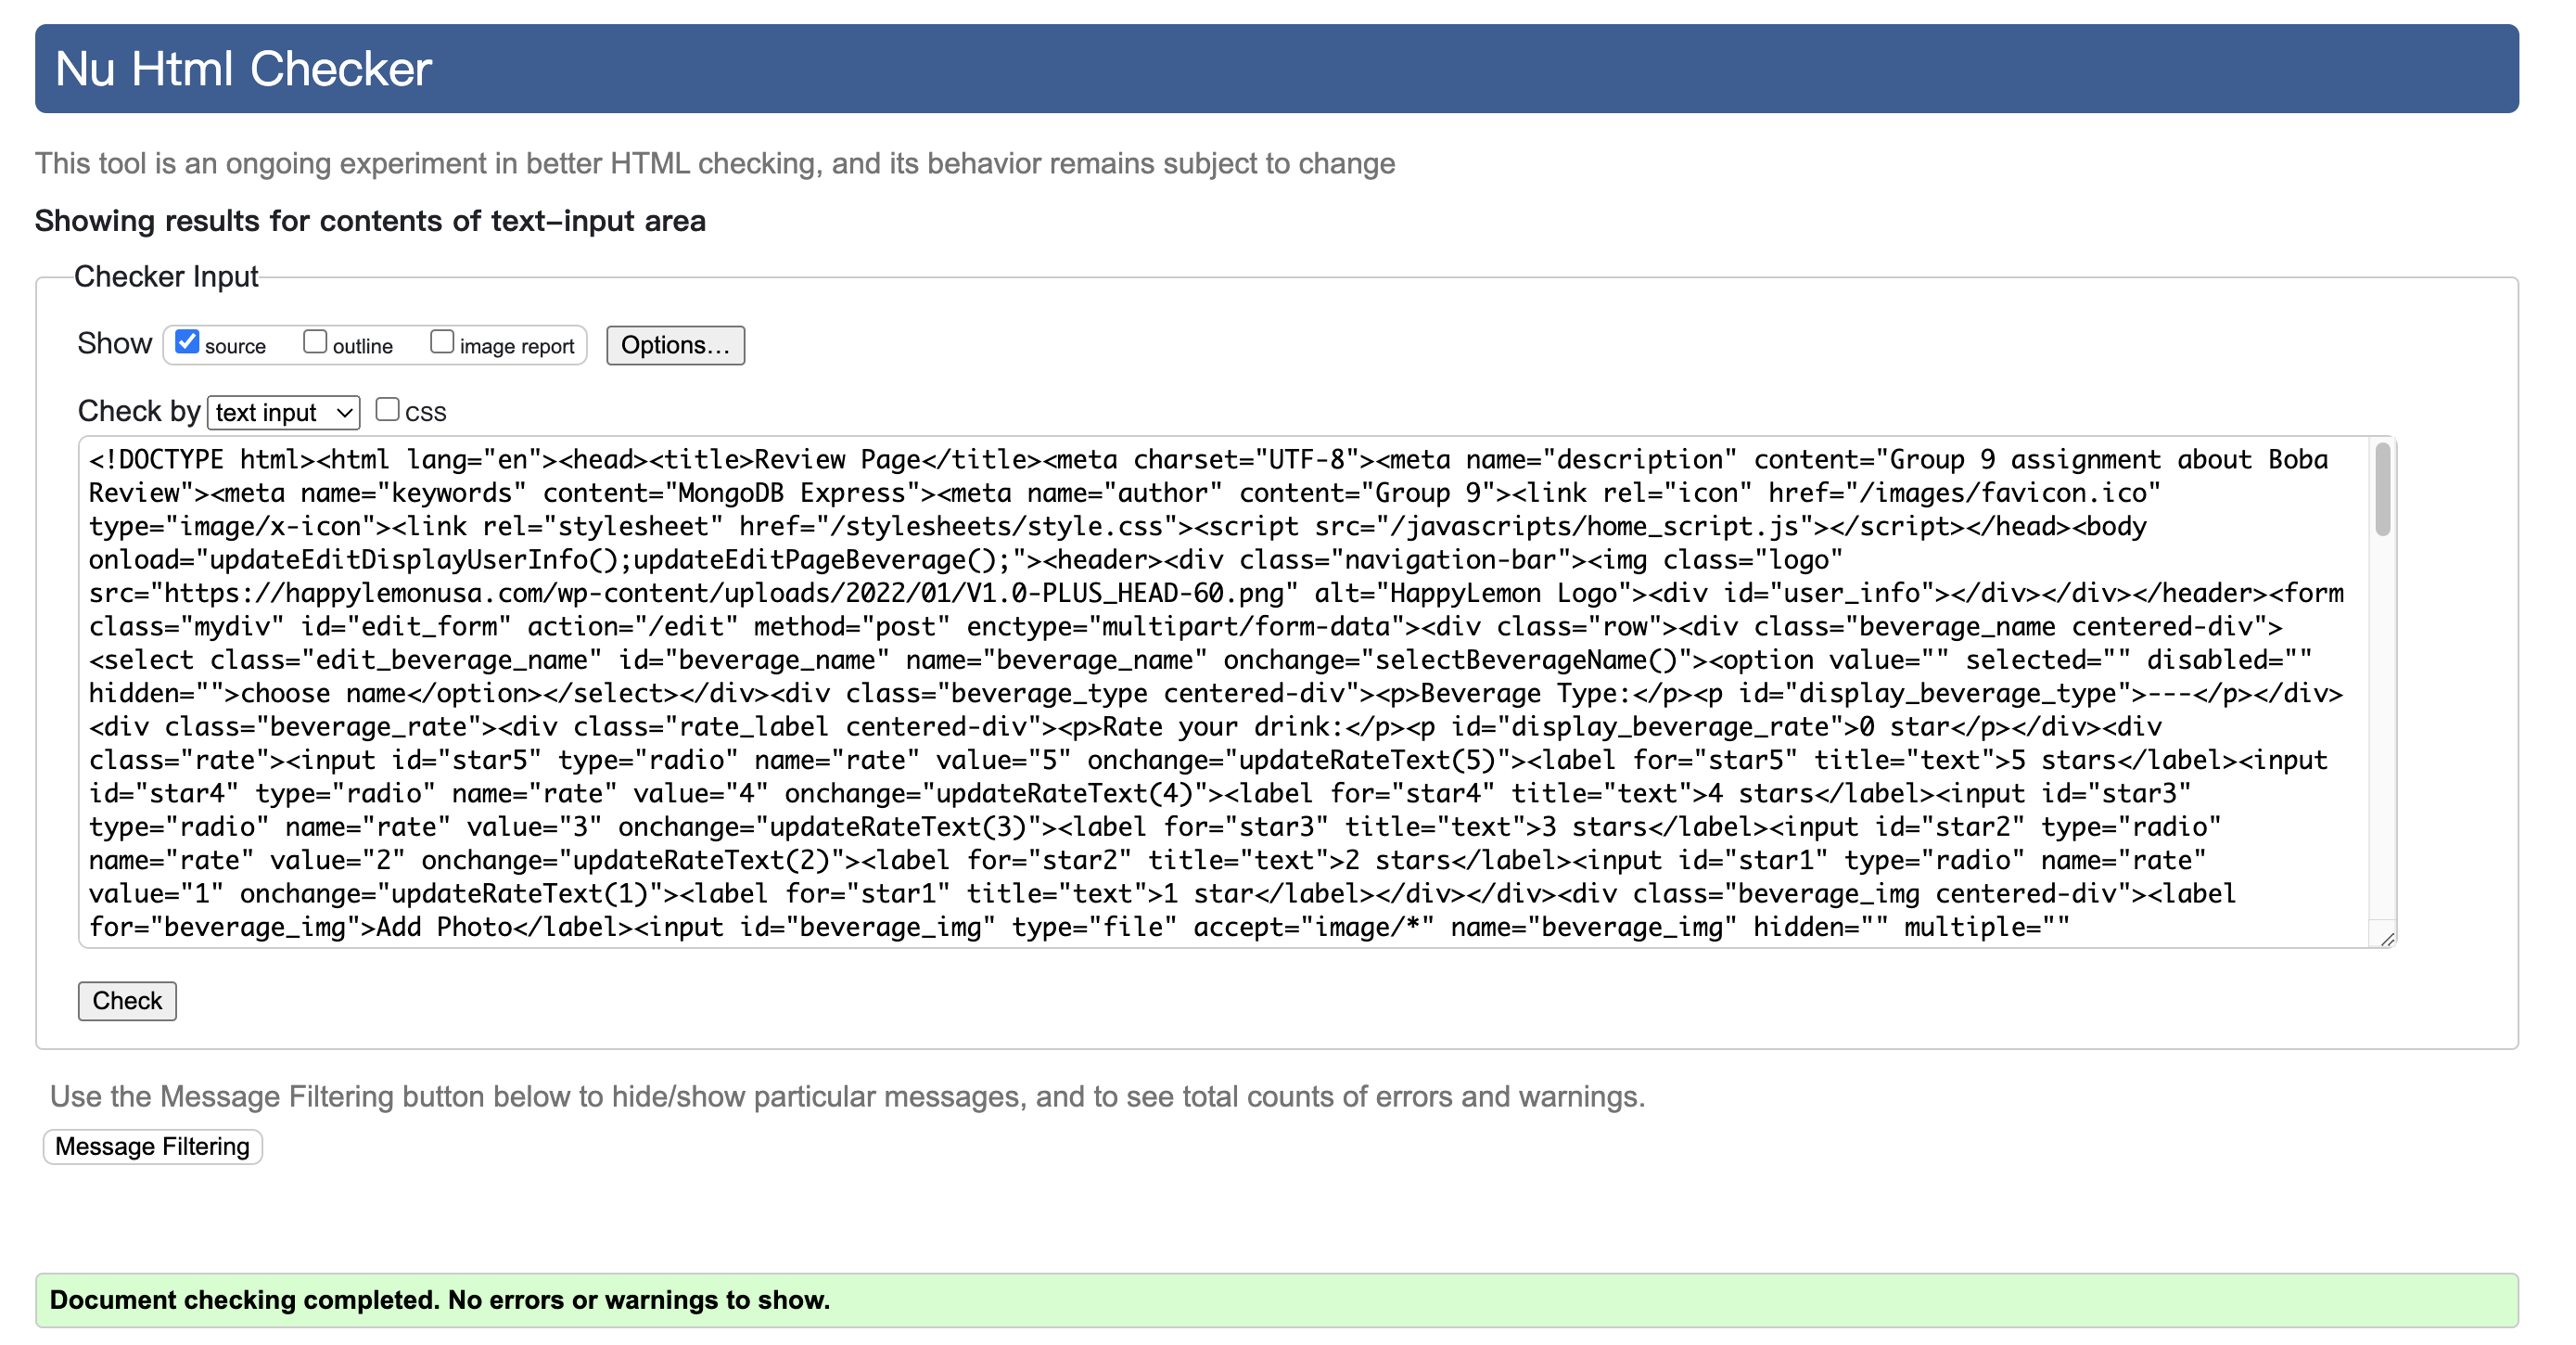 Nu Html Checker
This tool is an ongoing experiment in better HTML checking, and its behavior remains subject to change
Showing results for contents of text-input area
Checker Input
Show source outline image report Options...
Check by text input css
<!DOCTYPE html><html lang="en"><head><title>Review Page</title><meta charset="UTF-8"><meta name="description" content="Group 9 assignment about Boba
Review"><meta name="keywords" content="MongoDB Express"><meta name="author" content="Group 9"><link rel="icon" href="/images/favicon.ico"
type="image/x-icon"><link rel="stylesheet" href="/stylesheets/style.css"><script src="/javascripts/home_script.js"></script></head><body
onload="updateEditDisplayUserInfo();updateEditPageBeverage();"><header><div class="navigation-bar"><img class="logo"
src="https://happylemonusa.com/wp-content/uploads/2022/01/V1.0-PLUS_HEAD-60.png" alt="HappyLemon Logo"><div id="user_info"></div></div></header><form
class="mydiv" id="edit_form" action="/edit" method="post" enctype="multipart/form-data"><div class="row"><div class="beverage_name centered-div">
<select class="edit_beverage_name" id="beverage_name" name="beverage_name" onchange="selectBeverageName()"><option value="" selected="" disabled=""
hidden="">choose name</option></select></div><div class="beverage_type centered-div"><p>Beverage Type:</p><p id="display_beverage_type">---</p></div>
<div class="beverage_rate"><div class="rate_label centered-div"><p>Rate your drink:</p><p id="display_beverage_rate">0 star</p></div><div
class="rate"><input id="star5" type="radio" name="rate" value="5" onchange="updateRateText(5)"><label for="star5" title="text">5 stars</label><input
id="star4" type="radio" name="rate" value="4" onchange="updateRateText(4)"><label for="star4" title="text">4 stars</label><input id="star3"
type="radio" name="rate" value="3" onchange="updateRateText(3)"><label for="star3" title="text">3 stars</label><input id="star2" type="radio"
name="rate" value="2" onchange="updateRateText(2)"><label for="star2" title="text">2 stars</label><input id="star1" type="radio" name="rate"
value="1" onchange="updateRateText(1)"><label for="star1" title="text">1 star</label></div></div><div class="beverage_img centered-div"><label
for="beverage_img">Add Photo</label><input id="beverage_img" type="file" accept="image/*" name="beverage_img" hidden="" multiple=""
Check
Use the Message Filtering button below to hide/show particular messages, and to see total counts of errors and warnings.
Message Filtering
Document checking completed. No errors or warnings to show.